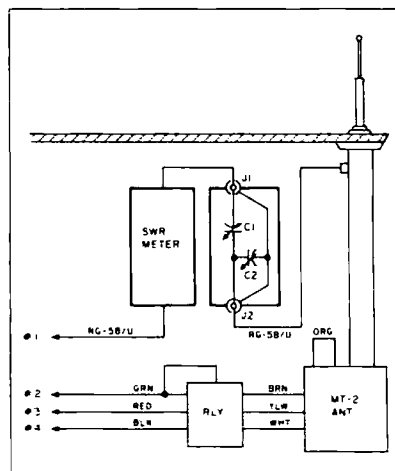 J1
SWR
METER
C1
C2
J2
#1
RG-58/U
RG-58/U
ORG
#2
GRN
BRN
#3
RED
RLY
YLW
MT-2
ANT
#4
BLK
WHT